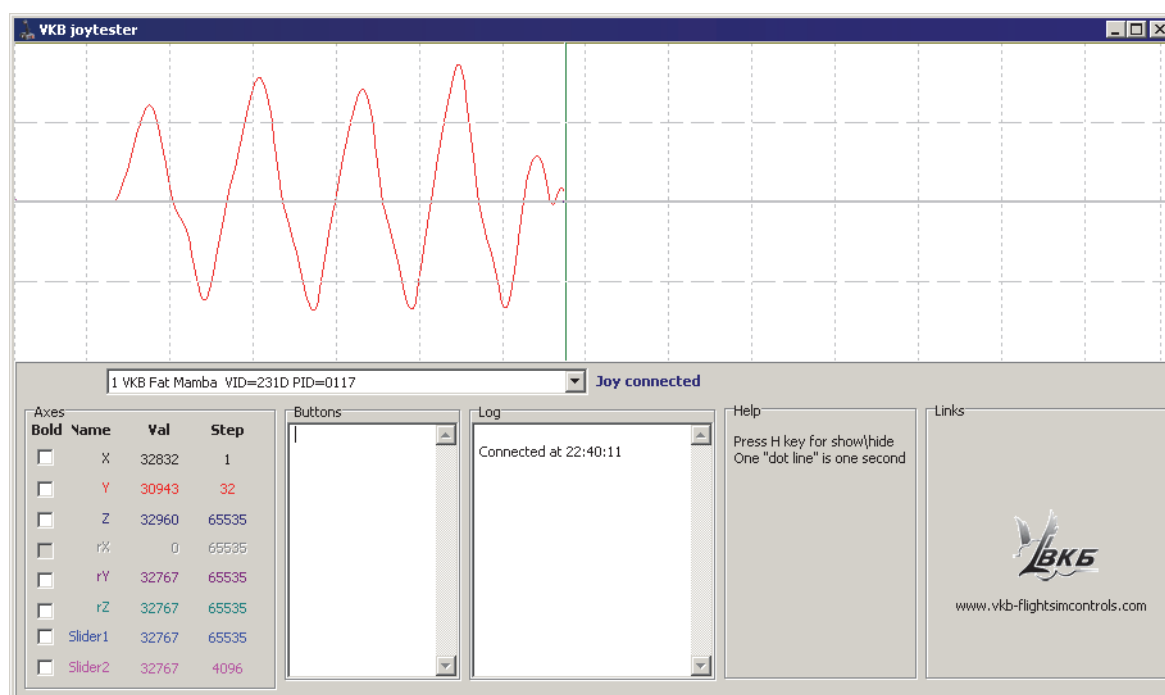 VKB joytester
1 VKB Fat Mamba VID=231D PID=0117
Joy connected
Axes
Bold Name Val Step
X 32832 1
Y 30943 32
Z 32960 65535
rX 0 65535
rY 32767 65535
rZ 32767 65535
Slider1 32767 65535
Slider2 32767 4096
Buttons
Log
Connected at 22:40:11
Help
Press H key for show\hide
One "dot line" is one second
Links
ВКБ
www.vkb-flightsimcontrols.com